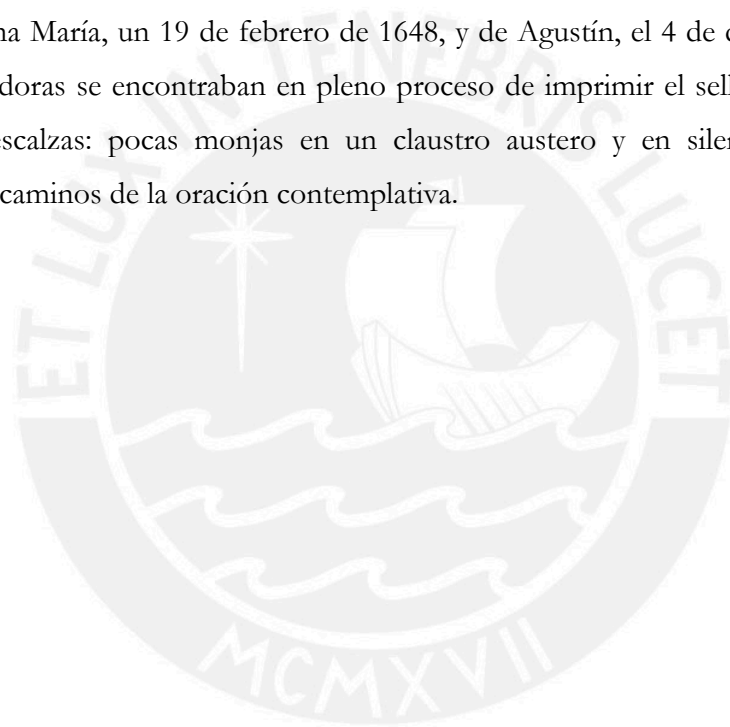 na María, un 19 de febrero de 1648, y de Agustín, el 4 de
doras se encontraban en pleno proceso de imprimir el sell
escalzas: pocas monjas en un claustro austero y en silen
caminos de la oración contemplativa.
ET LUX IN TENEBRIS LUCET
MCMXVII